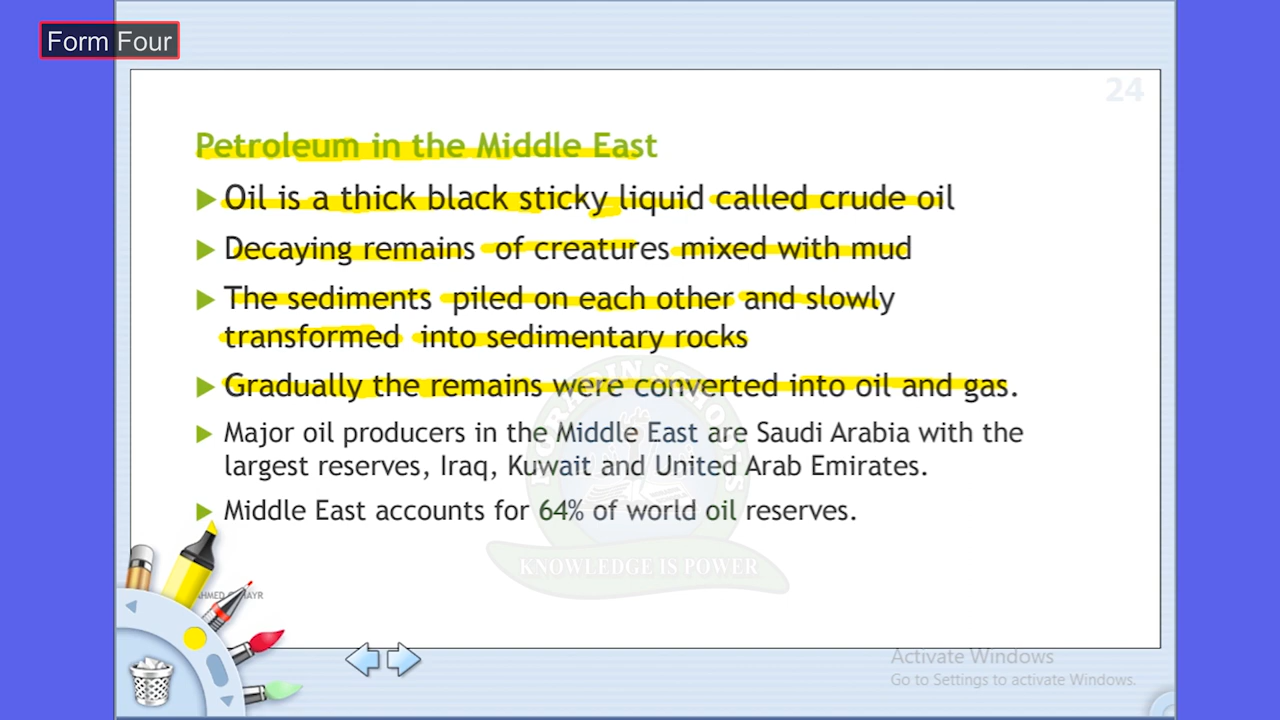 Form Four
24
Petroleum in the Middle East
Oil is a thick black sticky liquid called crude oil
Decaying remains of creatures mixed with mud
The sediments piled on each other and slowly
transformed into sedimentary rocks
Gradually the remains were converted into oil and gas.
Major oil producers in the Middle East are Saudi Arabia with the
largest reserves, Iraq, Kuwait and United Arab Emirates.
Middle East accounts for 64% of world oil reserves.
SCHOOLS
KNOWLEDGE IS POWER
Activate Windows
Go to Settings to activate Windows.